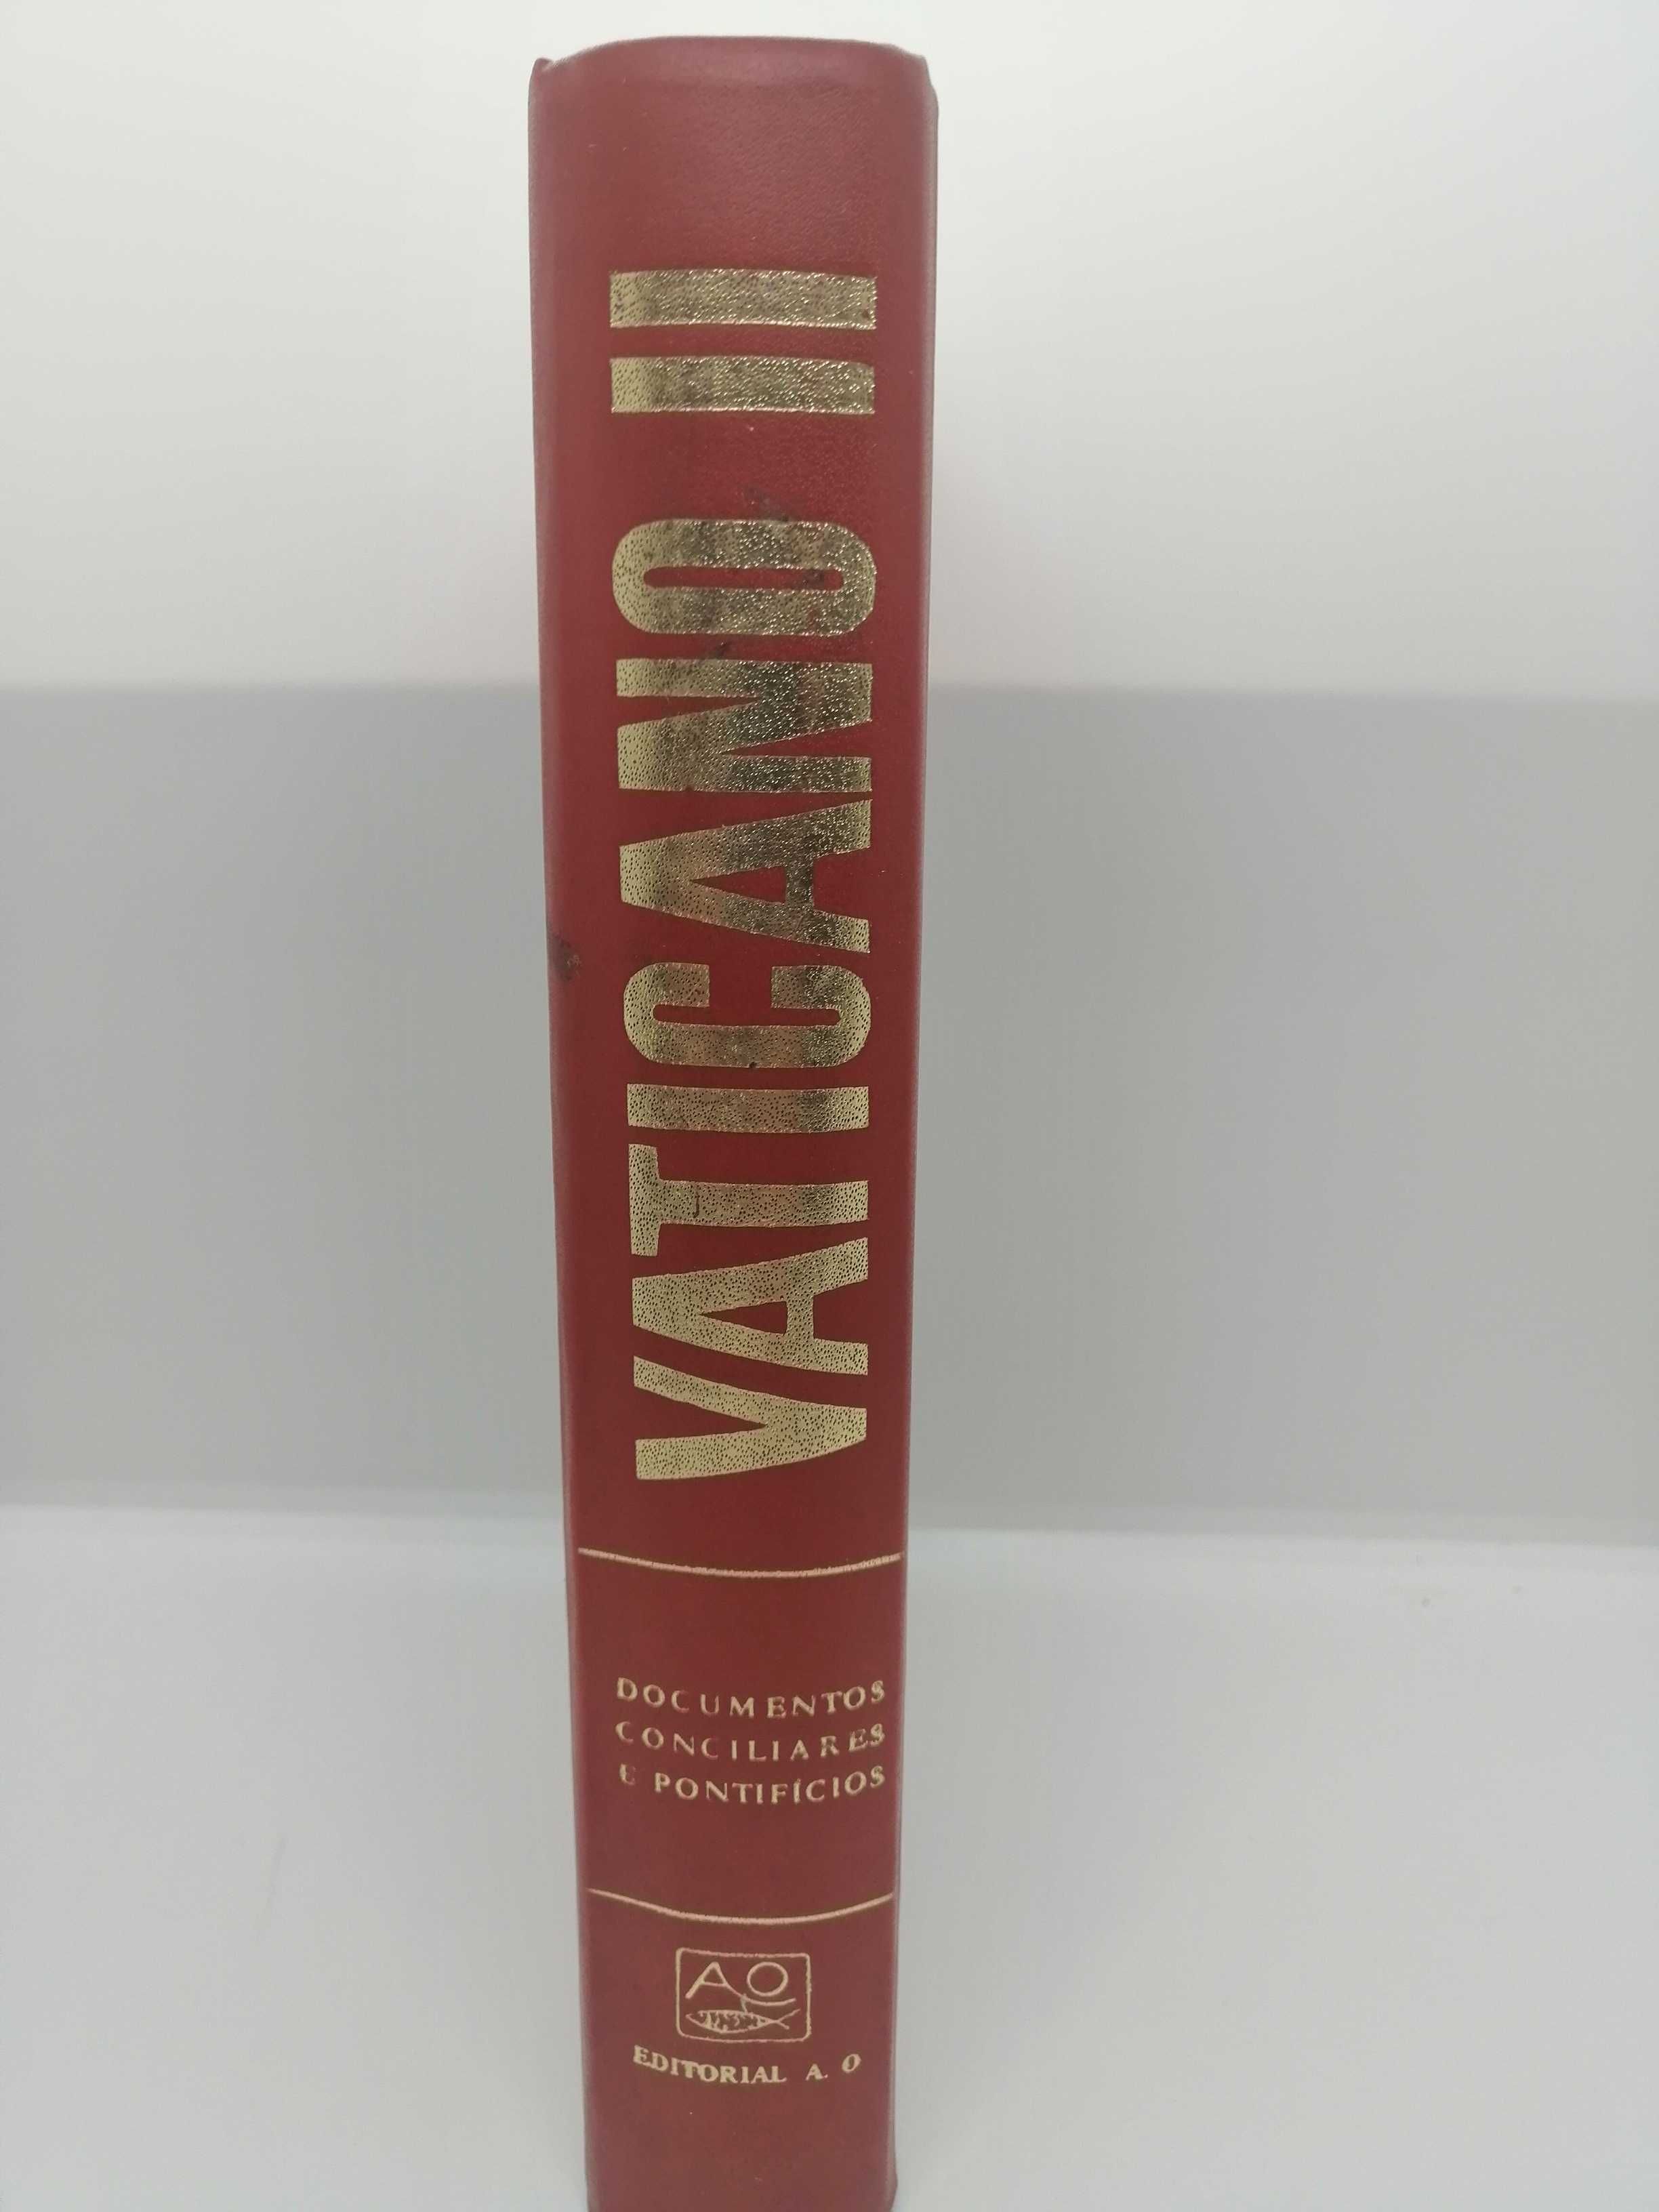 VATICANO II
DOCUMENTOS
CONCILIARES
E PONTIFÍCIOS
AO
EDITORIAL A. O